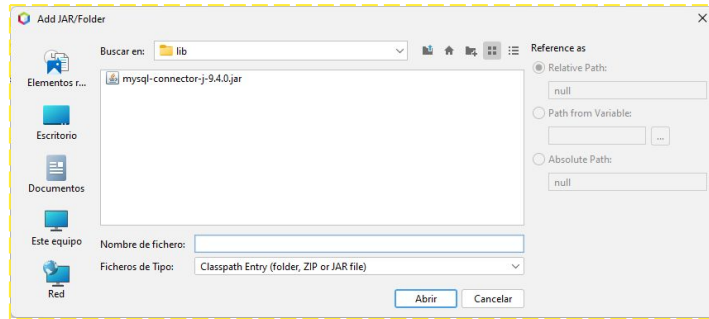 Add JAR/Folder
Buscar en: lib
Elementos r...
Escritorio
Documentos
Este equipo
Red
mysql-connector-j-9.4.0.jar
Nombre de fichero:
Ficheros de Tipo: Classpath Entry (folder, ZIP or JAR file)
Abrir Cancelar
Reference as
Relative Path:
null
Path from Variable:
...
Absolute Path:
null